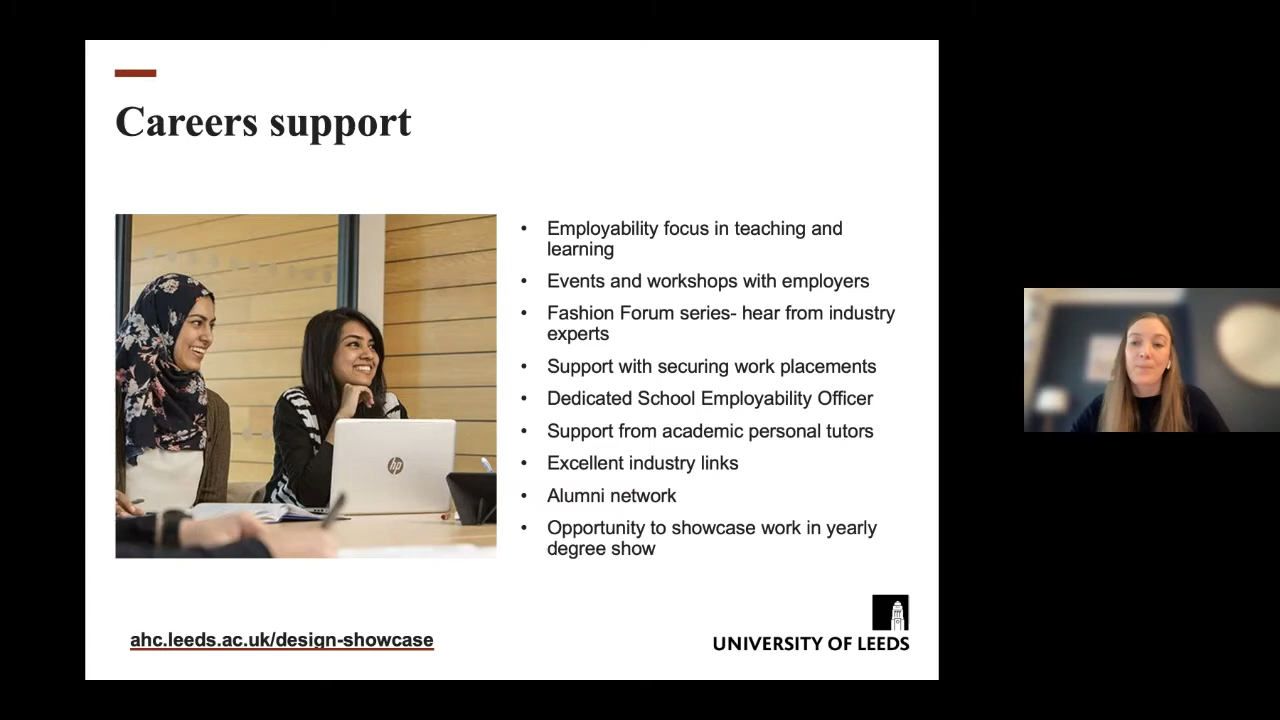 Careers support
• Employability focus in teaching and
learning
• Events and workshops with employers
• Fashion Forum series- hear from industry
experts
• Support with securing work placements
• Dedicated School Employability Officer
• Support from academic personal tutors
• Excellent industry links
• Alumni network
• Opportunity to showcase work in yearly
degree show
hp
ahc.leeds.ac.uk/design-showcase
UNIVERSITY OF LEEDS